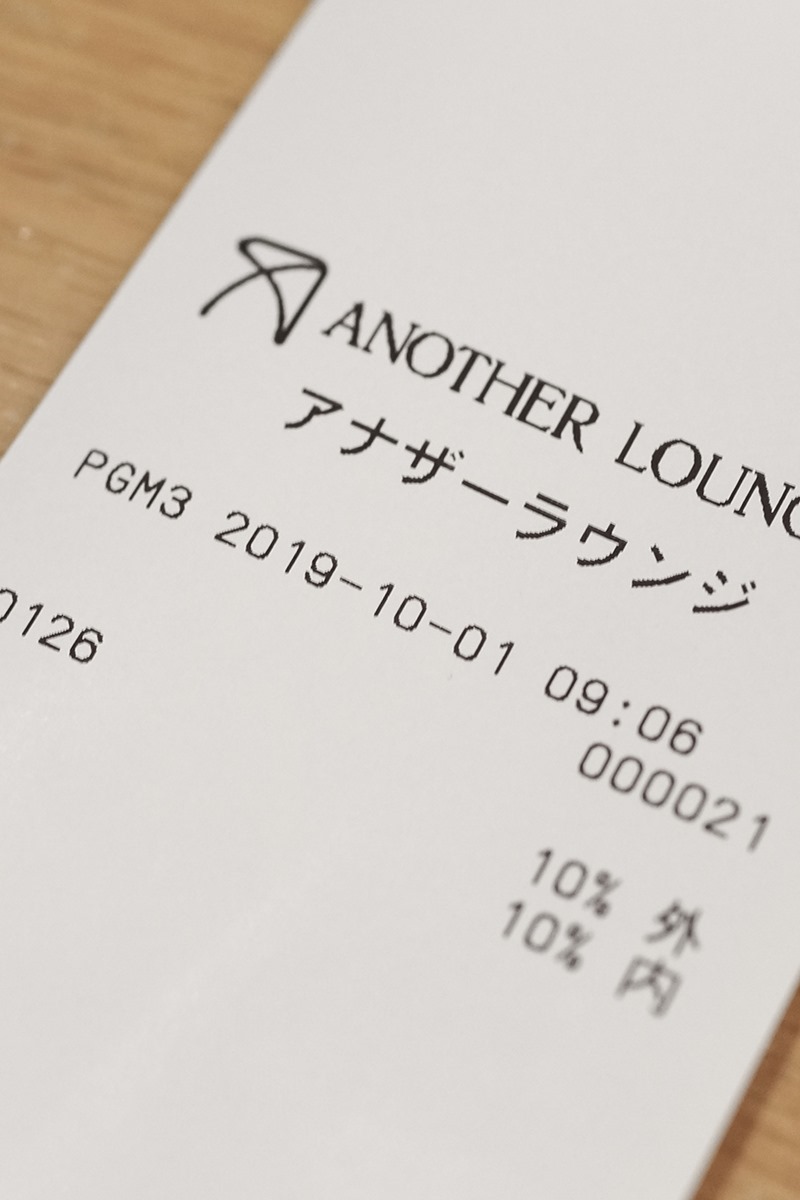 ANOTHER LOUNG
アナザーラウンジ
PGM3 2019-10-01 09:06
0126
000021
10% 外
10% 内